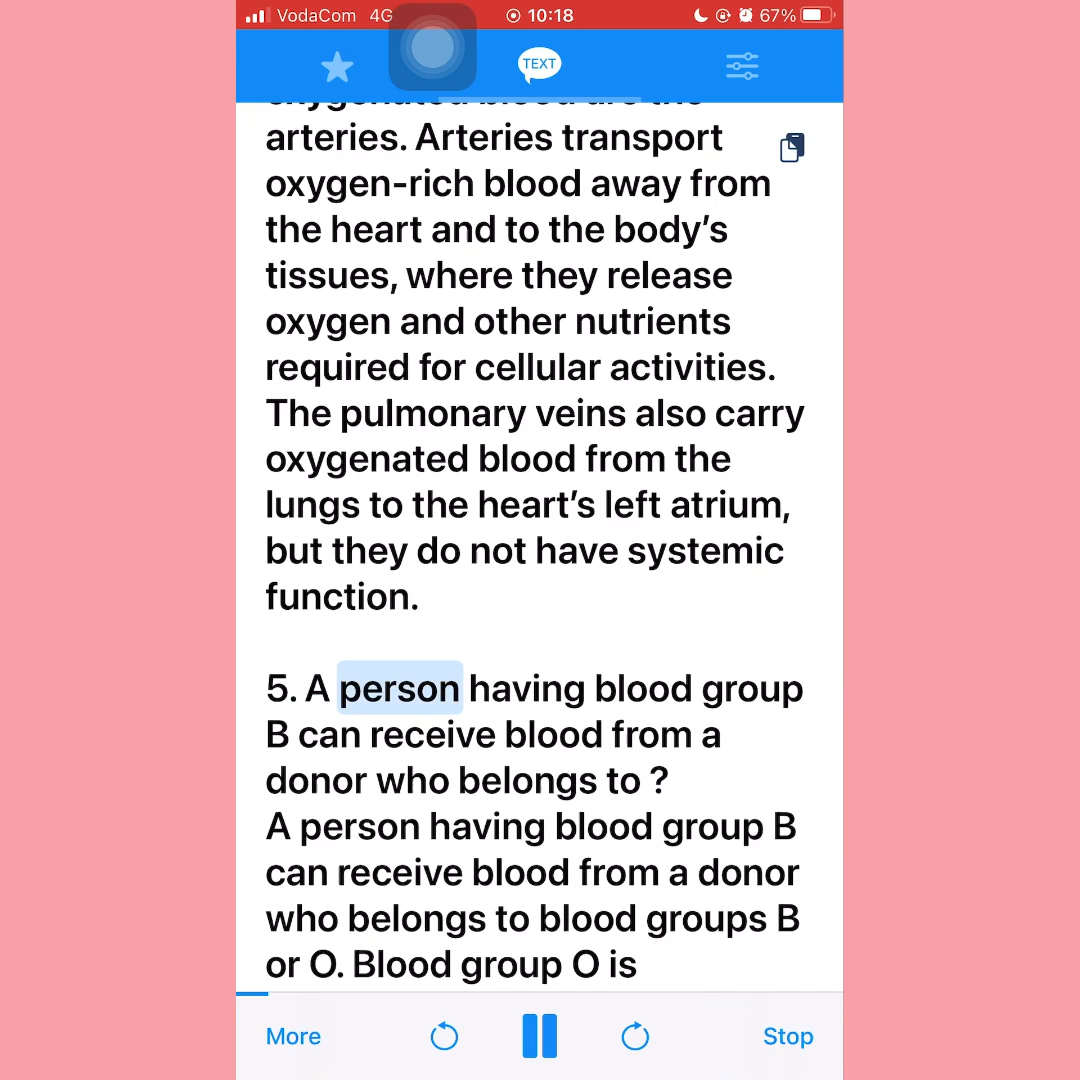 VodaCom 4G 10:18 67%
TEXT
oxygenated blood are the
arteries. Arteries transport
oxygen-rich blood away from
the heart and to the body’s
tissues, where they release
oxygen and other nutrients
required for cellular activities.
The pulmonary veins also carry
oxygenated blood from the
lungs to the heart’s left atrium,
but they do not have systemic
function.
5. A person having blood group
B can receive blood from a
donor who belongs to ?
A person having blood group B
can receive blood from a donor
who belongs to blood groups B
or O. Blood group O is
More Stop